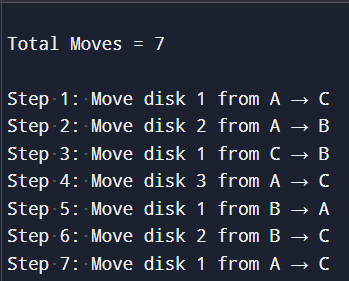 Total Moves = 7
Step 1: Move disk 1 from A → C
Step 2: Move disk 2 from A → B
Step 3: Move disk 1 from C → B
Step 4: Move disk 3 from A → C
Step 5: Move disk 1 from B → A
Step 6: Move disk 2 from B → C
Step 7: Move disk 1 from A → C